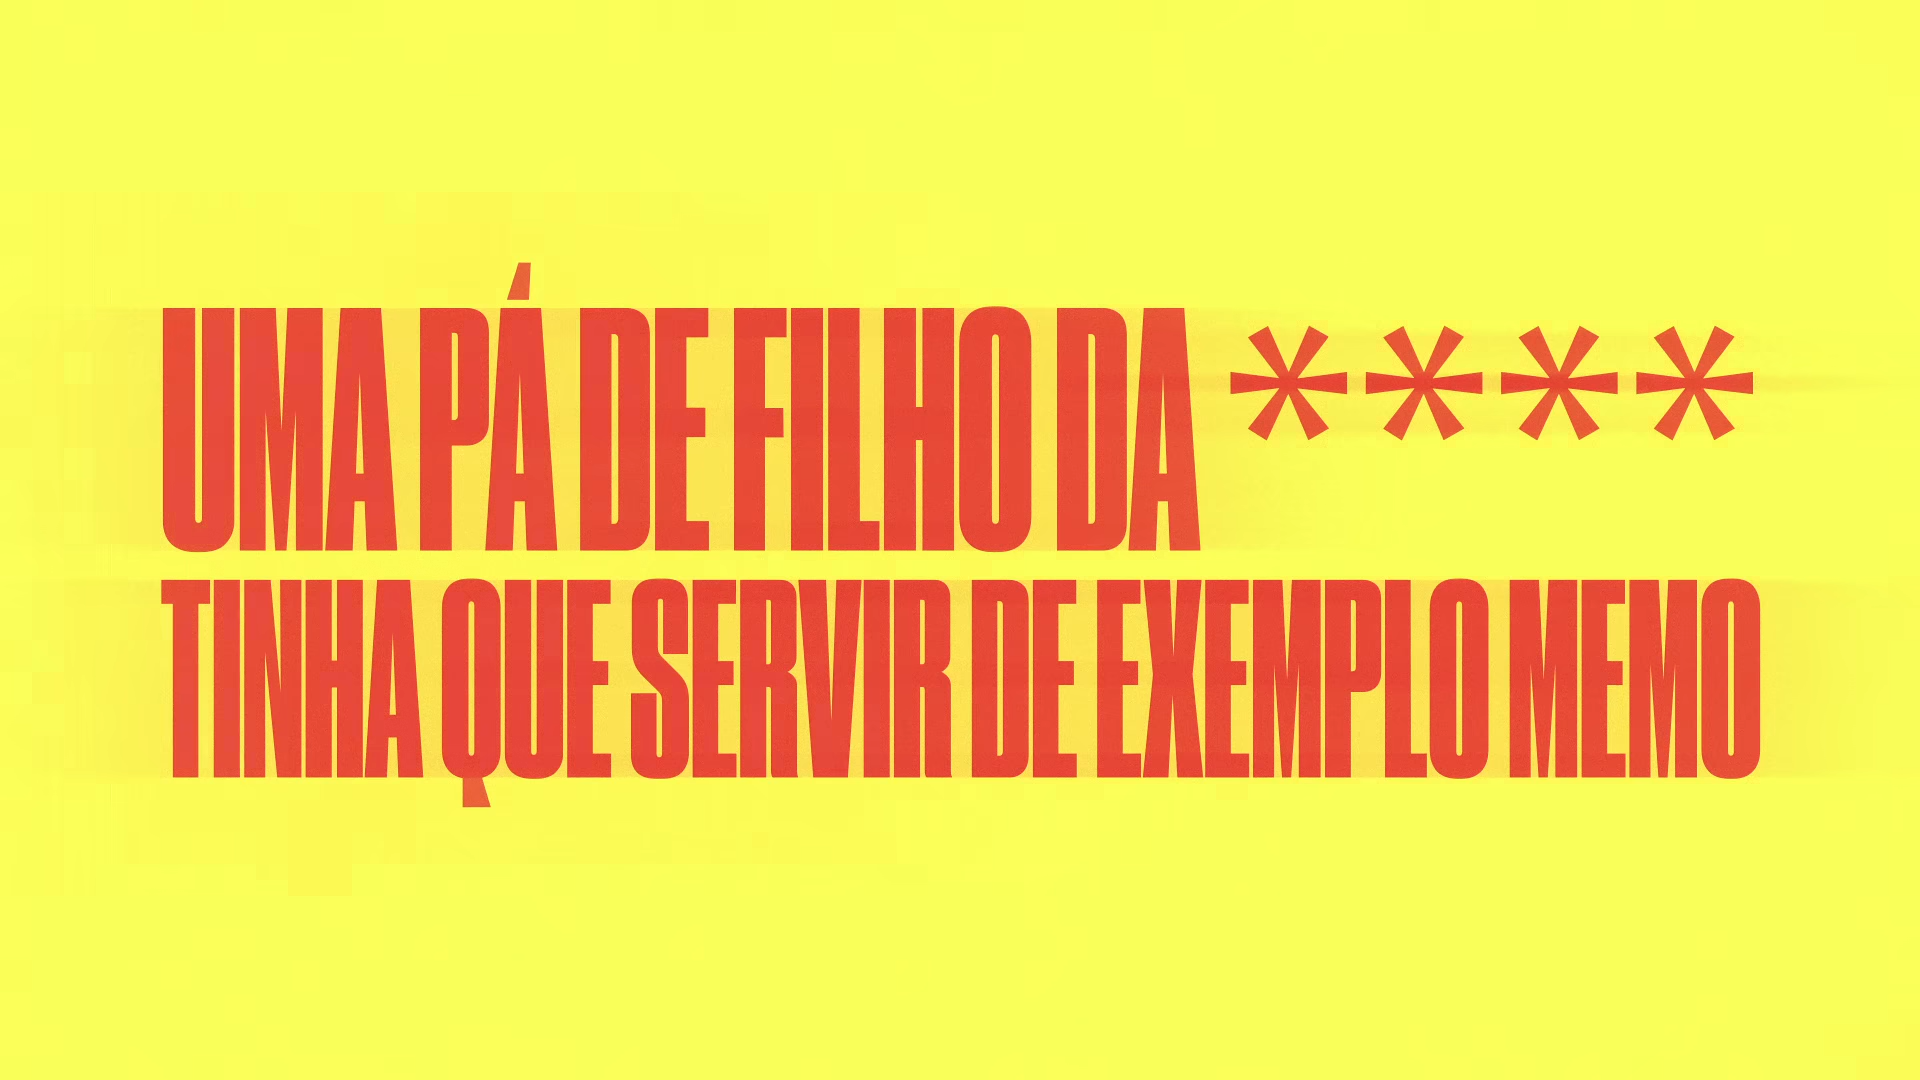 UMA PÁ DE FILHO DA ****
TINHA QUE SERVIR DE EXEMPLO MEMO